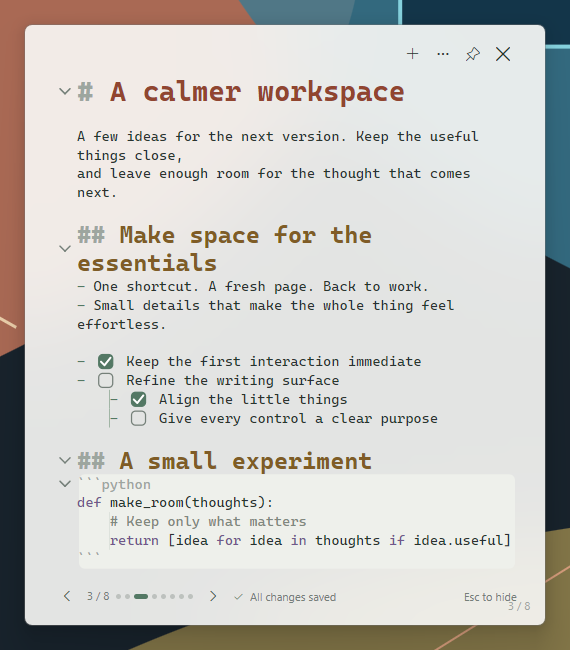 # A calmer workspace
A few ideas for the next version. Keep the useful
things close,
and leave enough room for the thought that comes
next.
## Make space for the
essentials
– One shortcut. A fresh page. Back to work.
– Small details that make the whole thing feel
effortless.
– Keep the first interaction immediate
– Refine the writing surface
– Align the little things
– Give every control a clear purpose
## A small experiment
```python
def make_room(thoughts):
# Keep only what matters
return [idea for idea in thoughts if idea.useful]
```
3 / 8 All changes saved Esc to hide
3 / 8